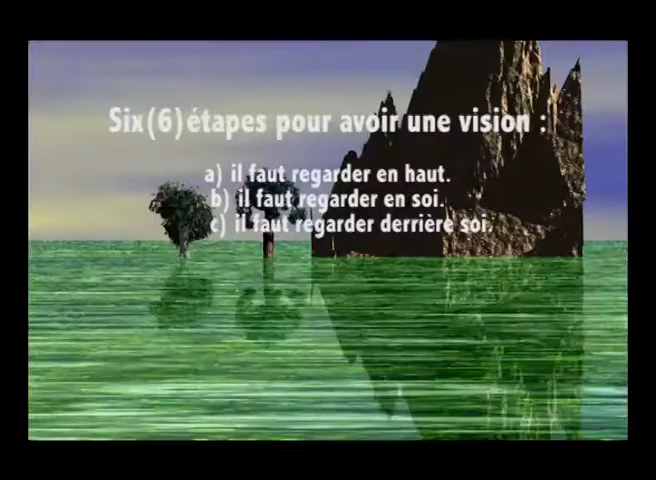 Six(6)étapes pour avoir une vision :
a) il faut regarder en haut.
b) il faut regarder en soi.
c) il faut regarder derrière soi.